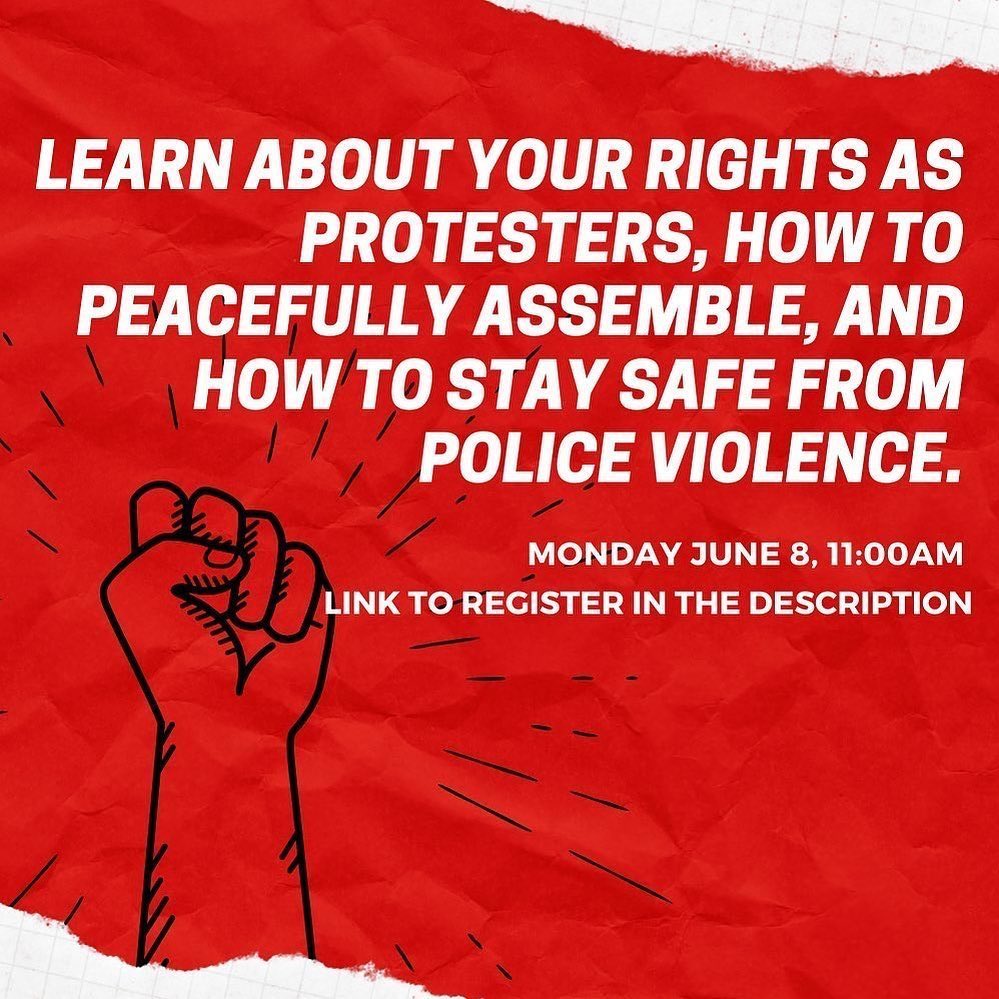 LEARN ABOUT YOUR RIGHTS AS
PROTESTERS, HOW TO
PEACEFULLY ASSEMBLE, AND
HOW TO STAY SAFE FROM
POLICE VIOLENCE.
MONDAY JUNE 8, 11:00AM
LINK TO REGISTER IN THE DESCRIPTION